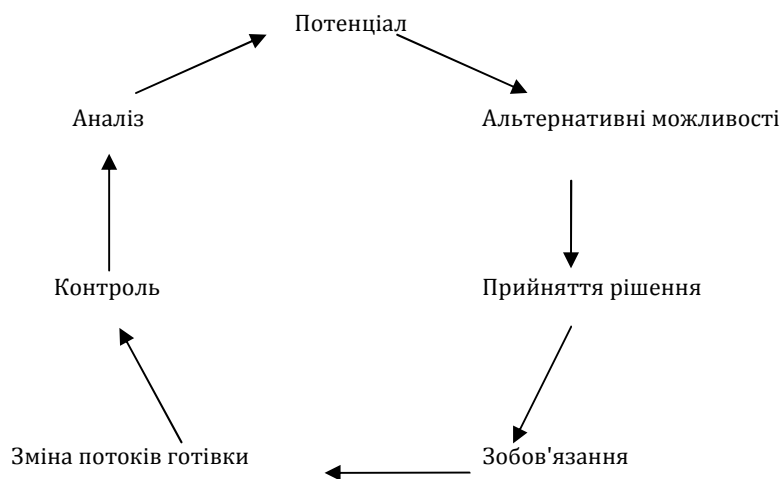 Потенціал
Аналіз
Альтернативні можливості
Контроль
Прийняття рішення
Зміна потоків готівки
Зобов'язання